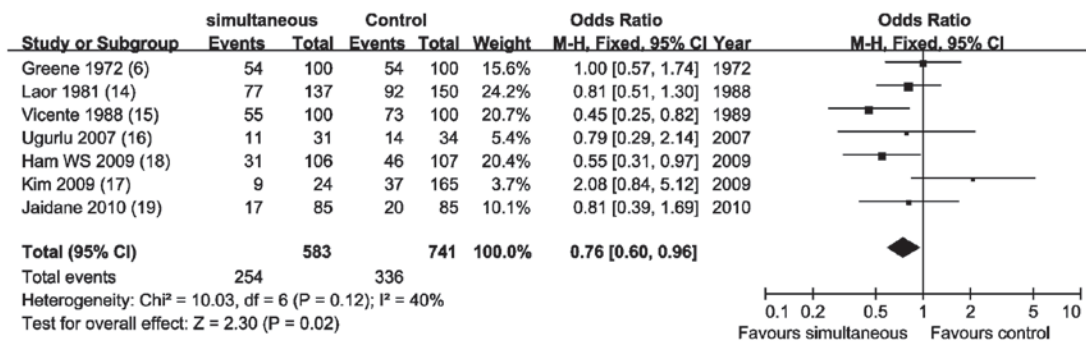 simultaneous Control Odds Ratio Odds Ratio
Study or Subgroup Events Total Events Total Weight M-H, Fixed, 95% CI Year M-H, Fixed, 95% CI
Greene 1972 (6) 54 100 54 100 15.6% 1.00 [0.57, 1.74] 1972
Laor 1981 (14) 77 137 92 150 24.2% 0.81 [0.51, 1.30] 1988
Vicente 1988 (15) 55 100 73 100 20.7% 0.45 [0.25, 0.82] 1989
Ugurlu 2007 (16) 11 31 14 34 5.4% 0.79 [0.29, 2.14] 2007
Ham WS 2009 (18) 31 106 46 107 20.4% 0.55 [0.31, 0.97] 2009
Kim 2009 (17) 9 24 37 165 3.7% 2.08 [0.84, 5.12] 2009
Jaidane 2010 (19) 17 85 20 85 10.1% 0.81 [0.39, 1.69] 2010
Total (95% CI) 583 741 100.0% 0.76 [0.60, 0.96]
Total events 254 336
Heterogeneity: Chi² = 10.03, df = 6 (P = 0.12); I² = 40%
Test for overall effect: Z = 2.30 (P = 0.02)
0.1 0.2 0.5 1 2 5 10
Favours simultaneous Favours control